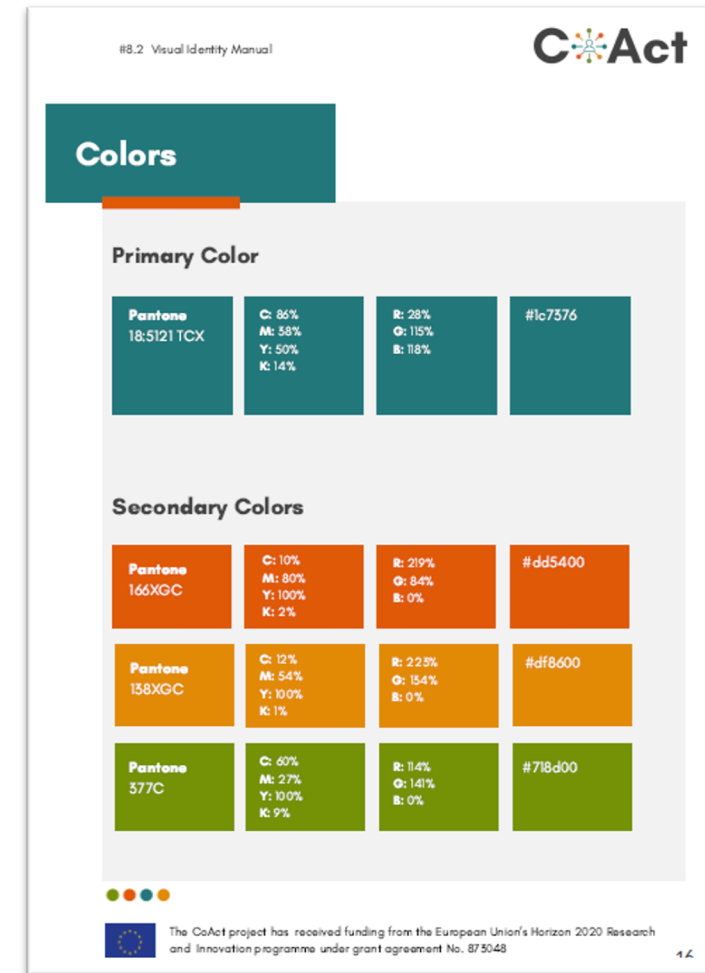 #8.2 Visual Identity Manual
CoAct
Colors
Primary Color
Pantone
18:5121 TCX
C: 86%
M: 38%
Y: 50%
K: 14%
R: 28%
G: 115%
B: 118%
#1c7376
Secondary Colors
Pantone
166XGC
C: 10%
M: 80%
Y: 100%
K: 2%
R: 219%
G: 84%
B: 0%
#dd5400
Pantone
138XGC
C: 12%
M: 54%
Y: 100%
K: 1%
R: 223%
G: 134%
B: 0%
#df8600
Pantone
377C
C: 60%
M: 27%
Y: 100%
K: 9%
R: 114%
G: 141%
B: 0%
#718d00
The CoAct project has received funding from the European Union's Horizon 2020 Research
and Innovation programme under grant agreement No. 873048
16